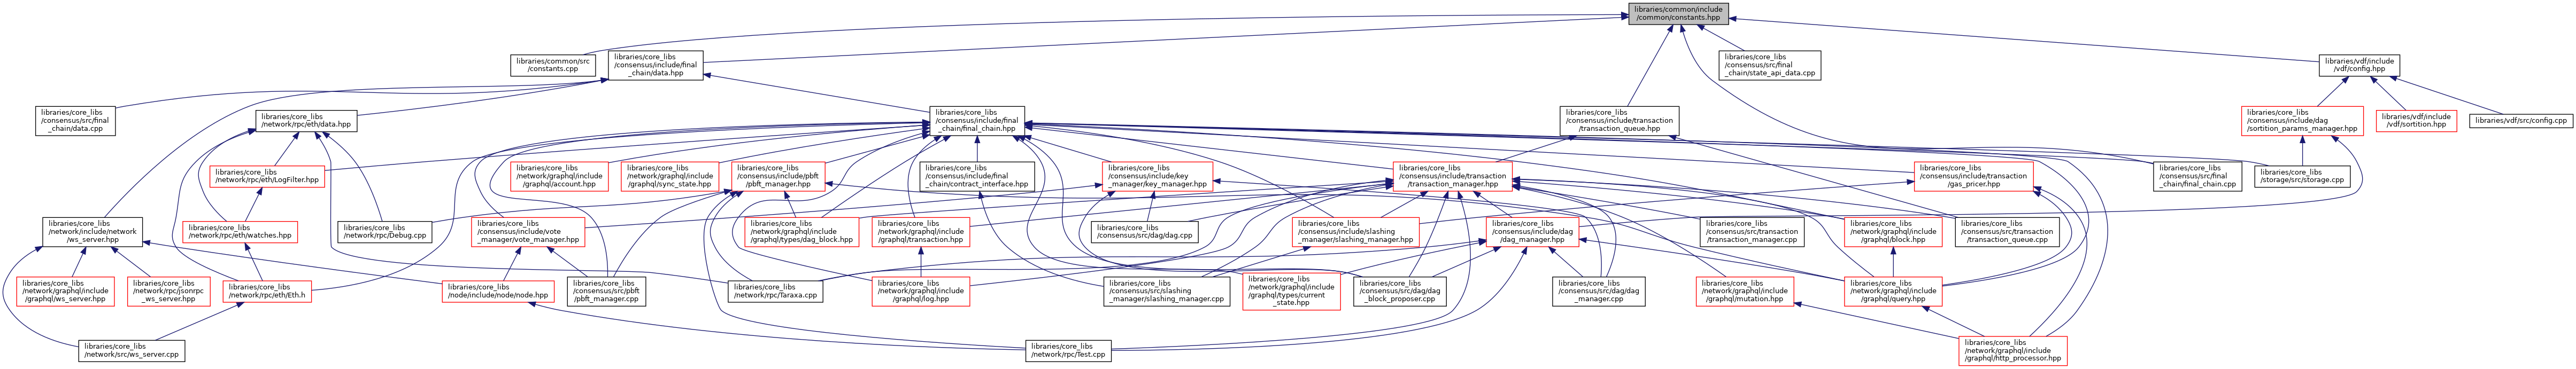 libraries/common/include
/common/constants.hpp
libraries/common/src
/constants.cpp
libraries/core_libs
/consensus/include/final
_chain/data.hpp
libraries/core_libs
/consensus/src/final
_chain/state_api_data.cpp
libraries/vdf/include
/vdf/config.hpp
libraries/core_libs
/consensus/src/final
_chain/data.cpp
libraries/core_libs
/network/rpc/eth/data.hpp
libraries/core_libs
/consensus/include/final
_chain/final_chain.hpp
libraries/core_libs
/consensus/include/transaction
/transaction_queue.hpp
libraries/core_libs
/consensus/include/dag
/sortition_params_manager.hpp
libraries/vdf/include
/vdf/sortition.hpp
libraries/vdf/src/config.cpp
libraries/core_libs
/network/rpc/eth/LogFilter.hpp
libraries/core_libs
/network/graphql/include
/graphql/account.hpp
libraries/core_libs
/network/graphql/include
/graphql/sync_state.hpp
libraries/core_libs
/consensus/include/pbft
/pbft_manager.hpp
libraries/core_libs
/consensus/include/final
_chain/contract_interface.hpp
libraries/core_libs
/consensus/include/key
_manager/key_manager.hpp
libraries/core_libs
/consensus/include/transaction
/transaction_manager.hpp
libraries/core_libs
/consensus/include/transaction
/gas_pricer.hpp
libraries/core_libs
/consensus/src/final
_chain/final_chain.cpp
libraries/core_libs
/storage/src/storage.cpp
libraries/core_libs
/network/include/network
/ws_server.hpp
libraries/core_libs
/network/rpc/eth/watches.hpp
libraries/core_libs
/network/rpc/Debug.cpp
libraries/core_libs
/consensus/include/vote
_manager/vote_manager.hpp
libraries/core_libs
/network/graphql/include
/graphql/types/dag_block.hpp
libraries/core_libs
/network/graphql/include
/graphql/transaction.hpp
libraries/core_libs
/consensus/src/dag/dag.cpp
libraries/core_libs
/consensus/include/slashing
_manager/slashing_manager.hpp
libraries/core_libs
/consensus/include/dag
/dag_manager.hpp
libraries/core_libs
/consensus/src/transaction
/transaction_manager.cpp
libraries/core_libs
/network/graphql/include
/graphql/block.hpp
libraries/core_libs
/consensus/src/transaction
/transaction_queue.cpp
libraries/core_libs
/network/graphql/include
/graphql/ws_server.hpp
libraries/core_libs
/network/rpc/jsonrpc
_ws_server.hpp
libraries/core_libs
/network/rpc/eth/Eth.h
libraries/core_libs
/node/include/node/node.hpp
libraries/core_libs
/consensus/src/pbft
/pbft_manager.cpp
libraries/core_libs
/network/rpc/Taraxa.cpp
libraries/core_libs
/network/graphql/include
/graphql/log.hpp
libraries/core_libs
/consensus/src/slashing
_manager/slashing_manager.cpp
libraries/core_libs
/network/graphql/include
/graphql/types/current
_state.hpp
libraries/core_libs
/consensus/src/dag/dag
_block_proposer.cpp
libraries/core_libs
/consensus/src/dag/dag
_manager.cpp
libraries/core_libs
/network/graphql/include
/graphql/mutation.hpp
libraries/core_libs
/network/graphql/include
/graphql/query.hpp
libraries/core_libs
/network/src/ws_server.cpp
libraries/core_libs
/network/rpc/Test.cpp
libraries/core_libs
/network/graphql/include
/graphql/http_processor.hpp